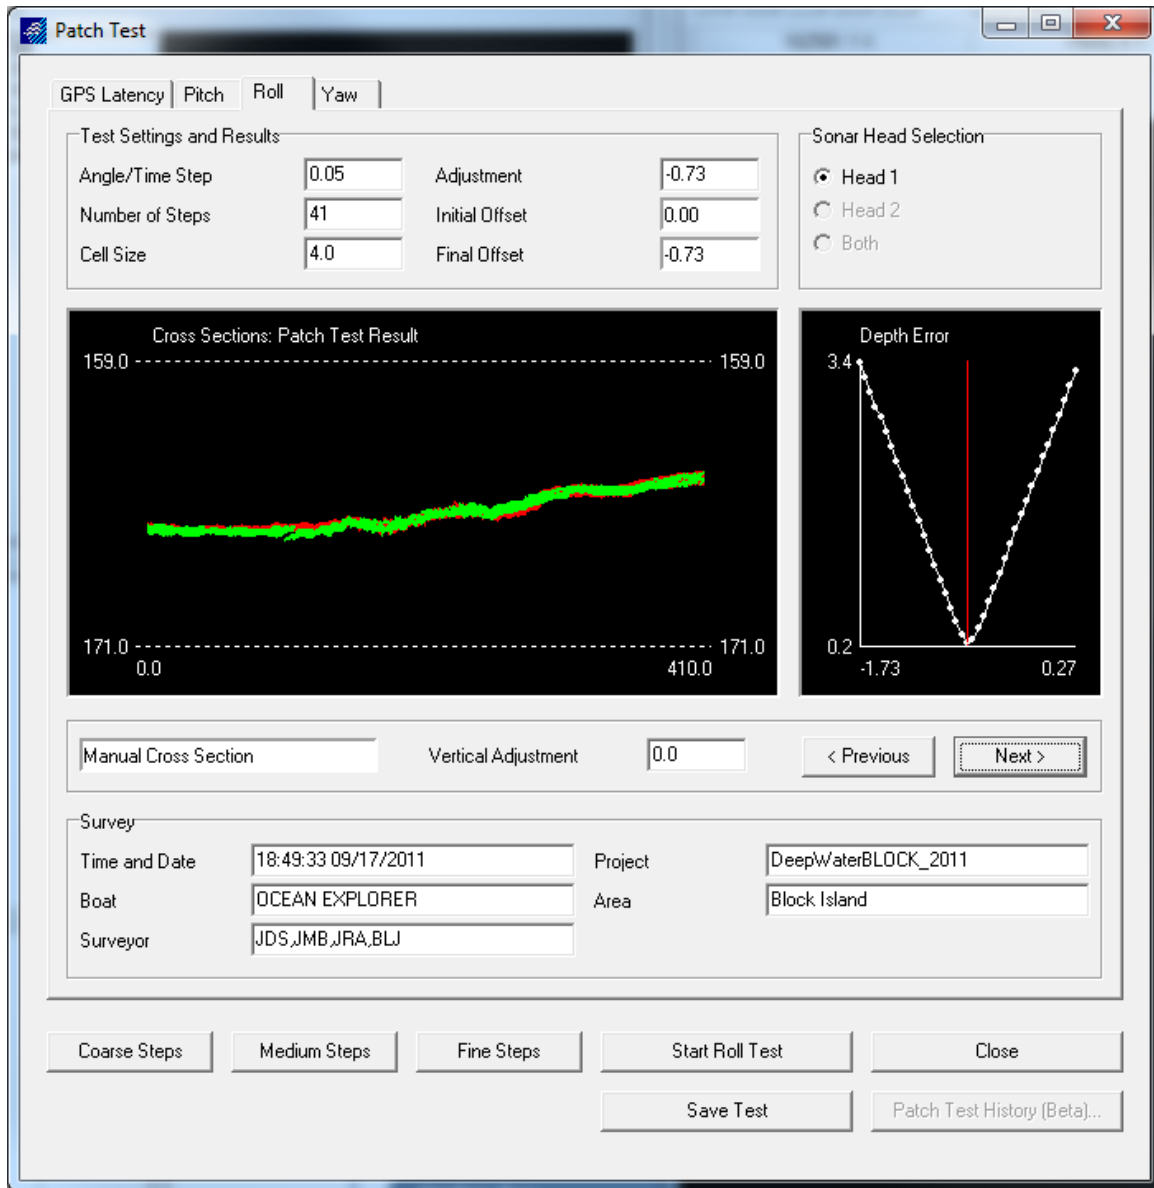 Patch Test
GPS Latency Pitch Roll Yaw
Test Settings and Results
Angle/Time Step 0.05 Adjustment -0.73
Number of Steps 41 Initial Offset 0.00
Cell Size 4.0 Final Offset -0.73
Sonar Head Selection
Head 1
Head 2
Both
Cross Sections: Patch Test Result
159.0 159.0
171.0 171.0
0.0 410.0
Depth Error
3.4
0.2
-1.73 0.27
Manual Cross Section Vertical Adjustment 0.0 < Previous Next >
Survey
Time and Date 18:49:33 09/17/2011 Project DeepWaterBLOCK_2011
Boat OCEAN EXPLORER Area Block Island
Surveyor JDS,JMB,JRA,BLJ
Coarse Steps Medium Steps Fine Steps Start Roll Test Close
Save Test Patch Test History (Beta)...